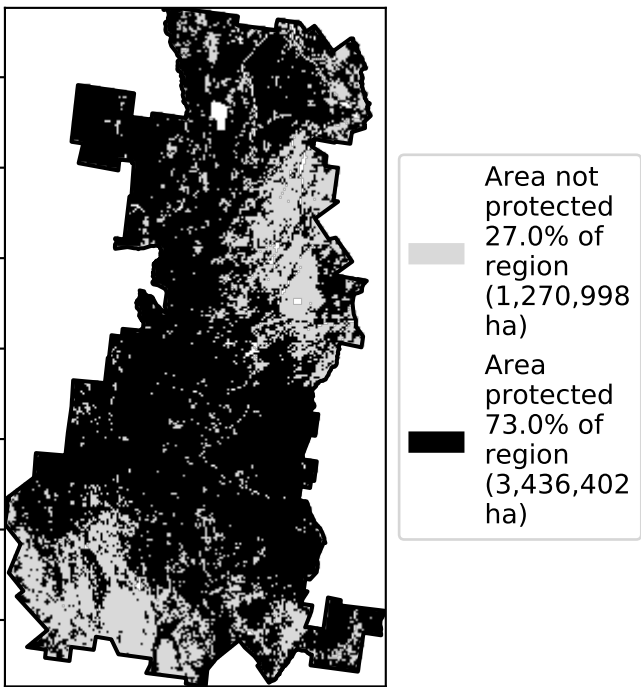 Area not
protected
27.0% of
region
(1,270,998
ha)
Area
protected
73.0% of
region
(3,436,402
ha)